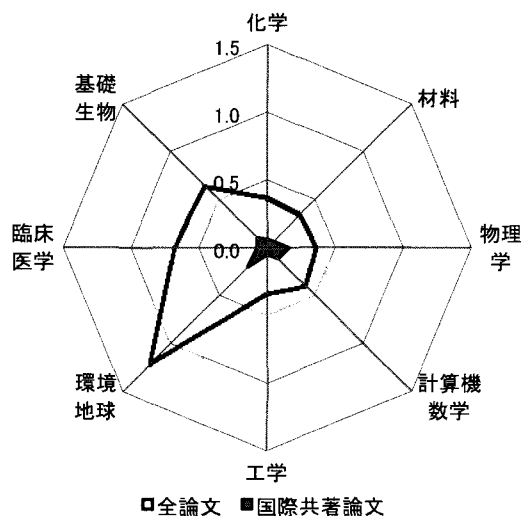 化学
1.5
1.0
0.5
0.0
材料
物理
学
計算機
数学
工学
環境
地球
臨床
医学
基礎
生物
□全論文 ■国際共著論文